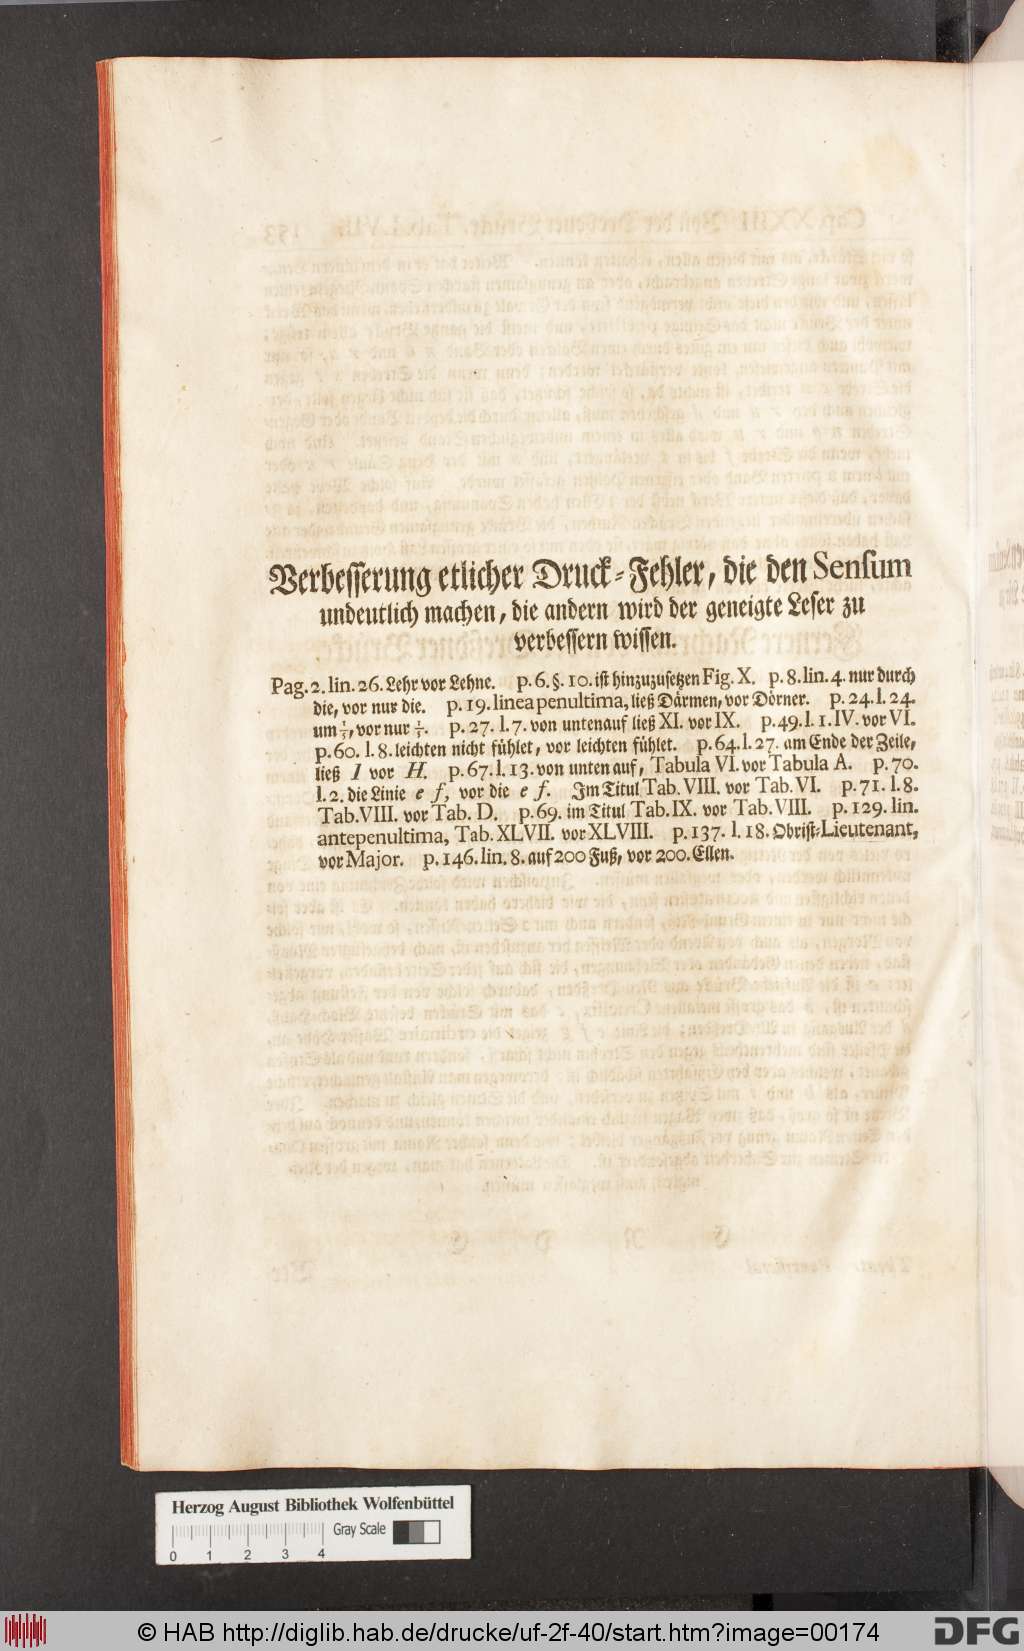 Verbesserung etlicher Druck-Fehler, die den Sensum
undeutlich machen, die andern wird der geneigte Leser zu
verbessern wissen.
Pag. 2. lin. 26. Lehr vor Lehne. p. 6. §. 10. ist hinzuzusetzen Fig. X. p. 8. lin. 4. nur durch
die, vor nur die. p. 19. linea penultima, ließ Därmen, vor Dörner. p. 24. l. 24.
um vor nur p. 27. l. 7. von untenauf ließ XI. vor IX. p. 49. l. 1. IV. vor VI.
p. 60. l. 8. leichten nicht fühlet, vor leichten fühlet. p. 64. l. 27. am Ende der Zeile,
ließ I vor H. p. 67. l. 13. von unten auf, Tabula VI. vor Tabula A. p. 70.
l. 2. die Linie e f, vor die e f. Im Titul Tab. VIII. vor Tab. VI. p. 71. l. 8.
Tab. VIII. vor Tab. D. p. 69. im Titul Tab. IX. vor Tab. VIII. p. 129. lin.
antepenultima, Tab. XLVII. vor XLVIII. p. 137. l. 18. Obrist-Lieutenant,
vor Major. p. 146. lin. 8. auf 200 Fuß, vor 200. Ellen.
Herzog August Bibliothek Wolfenbüttel
Gray Scale
0 1 2 3 4
© HAB http://diglib.hab.de/drucke/uf-2f-40/start.htm?image=00174
DFG